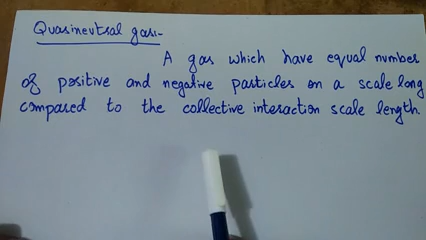 Quasineutral gas:-
A gas which have equal number
of positive and negative particles on a scale long
compared to the collective interaction scale length.